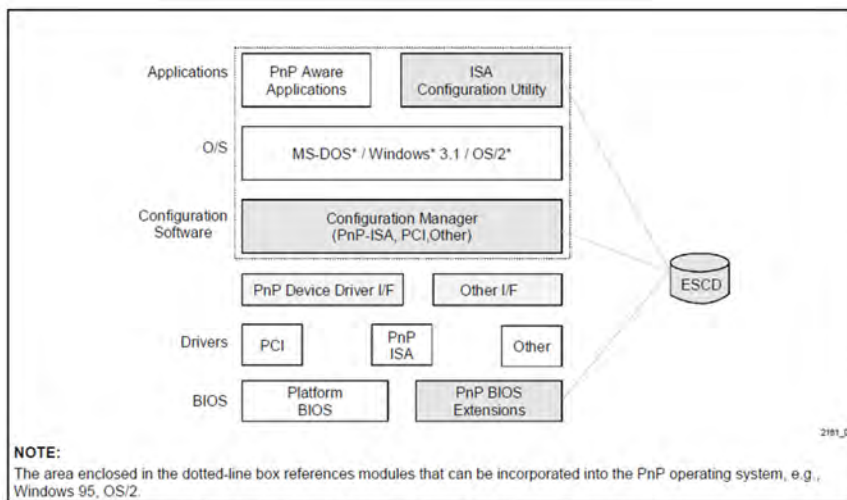 Applications
PnP Aware
Applications
ISA
Configuration Utility
O/S
MS-DOS* / Windows* 3.1 / OS/2*
Configuration
Software
Configuration Manager
(PnP-ISA, PCI,Other)
ESCD
PnP Device Driver I/F
Other I/F
Drivers
PCI
PnP
ISA
Other
BIOS
Platform
BIOS
PnP BIOS
Extensions
NOTE:
The area enclosed in the dotted-line box references modules that can be incorporated into the PnP operating system, e.g.,
Windows 95, OS/2.